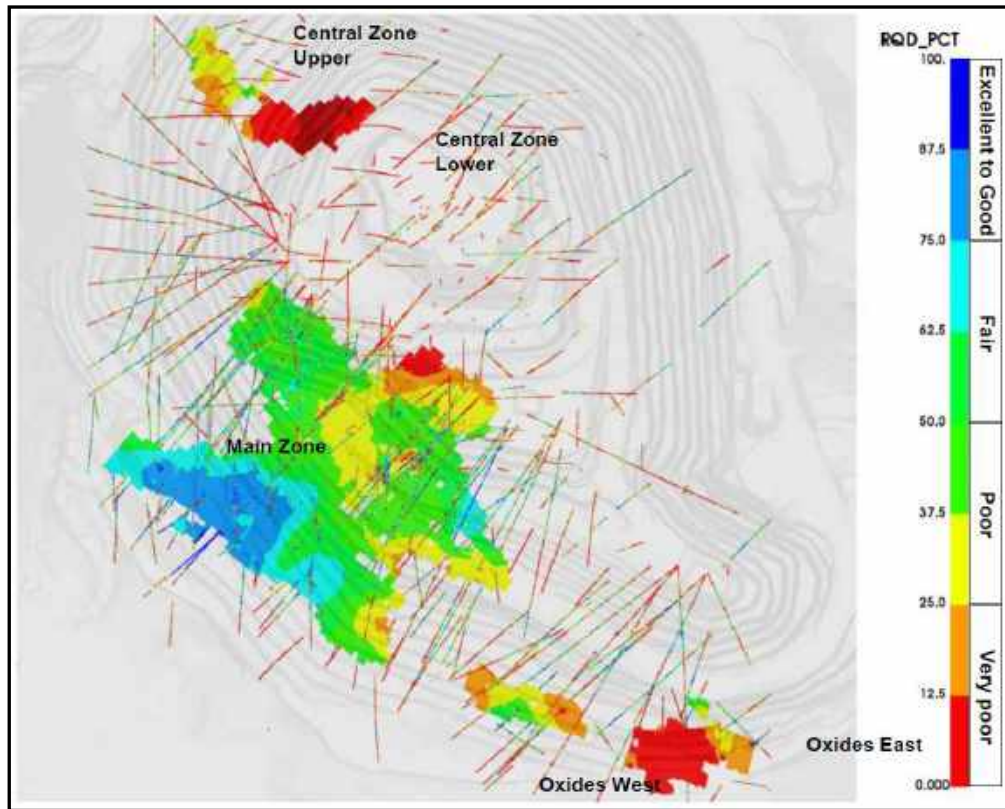 Central Zone
Upper
Central Zone
Lower
Main Zone
Oxides East
Oxides West
RQD_PCT
100.
87.5
75.0
62.5
50.0
37.5
25.0
12.5
0.000
Excellent to Good
Fair
Poor
Very poor